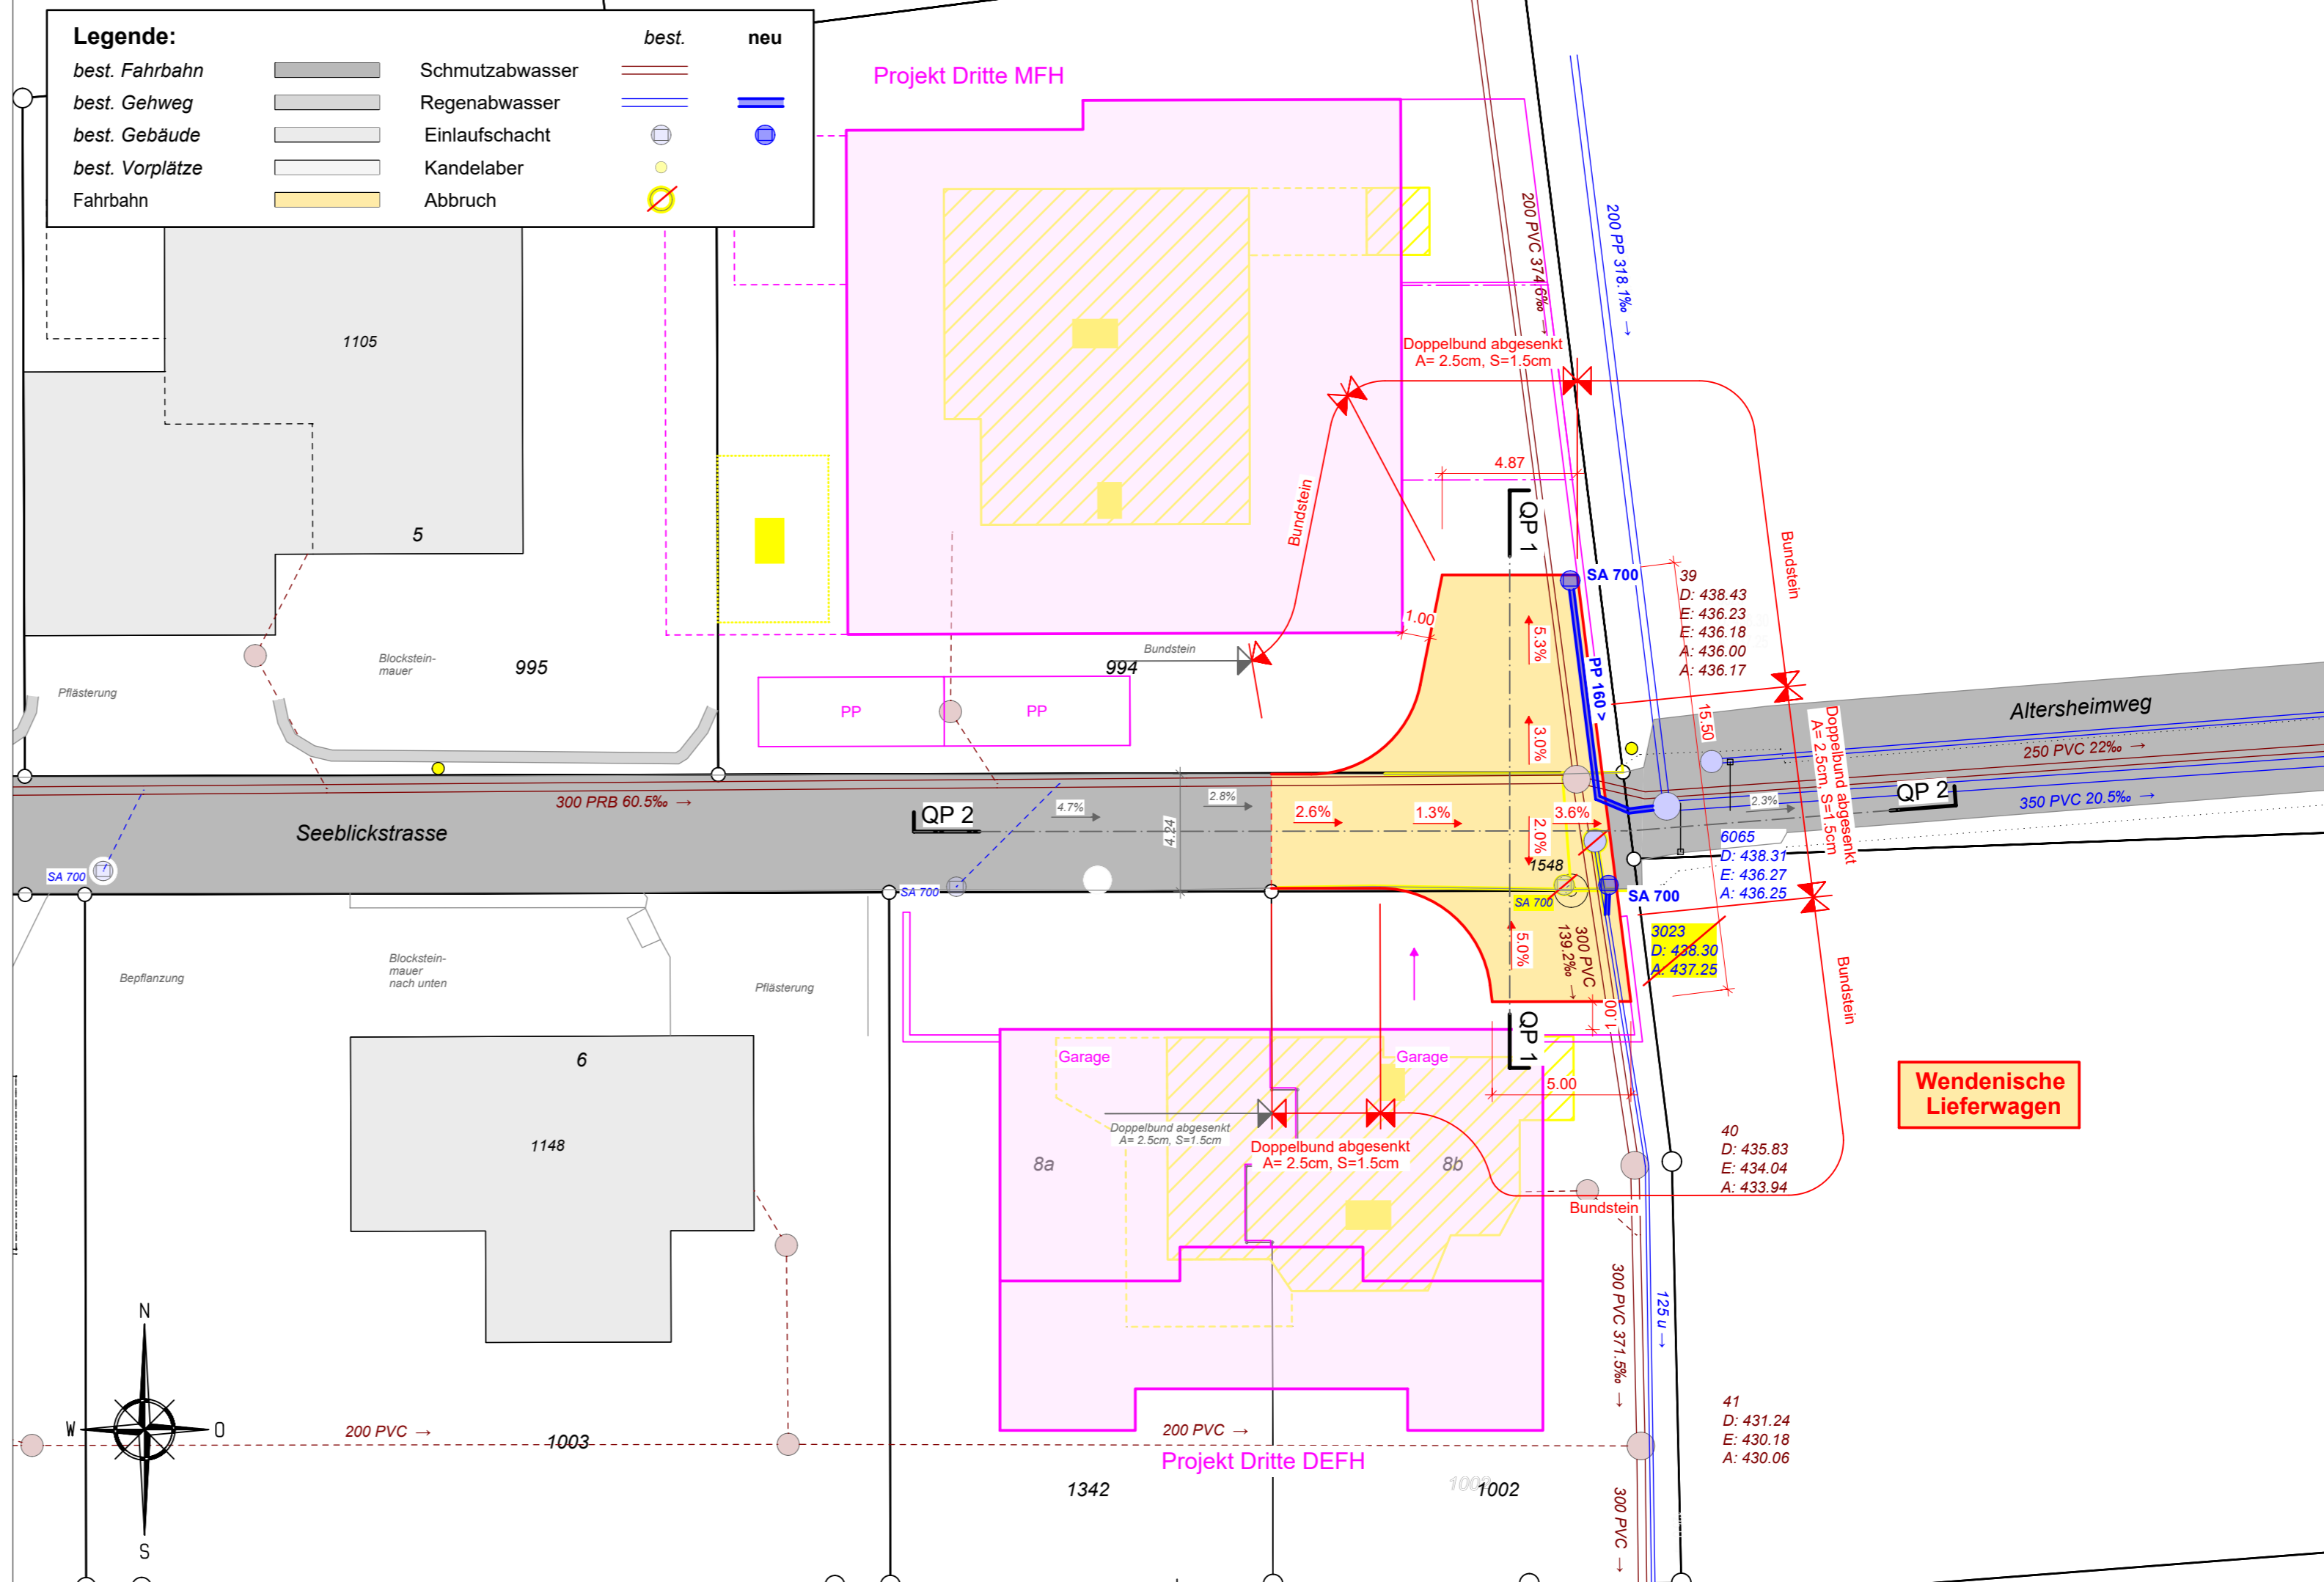 Legende:
best.
neu
best. Fahrbahn
Schmutzabwasser
best. Gehweg
Regenabwasser
best. Gebäude
Einlaufschacht
best. Vorplätze
Kandelaber
Fahrbahn
Abbruch
Projekt Dritte MFH
200 PVC 374.6‰ →
200 PP 318.1‰ →
1105
5
Doppelbund abgesenkt
A= 2.5cm, S=1.5cm
4.87
Bundstein
QP 1
Bundstein
SA 700
39
D: 438.43
E: 436.23
E: 436.18
A: 436.00
A: 436.17
1.00
5.3%
PP 160 >
Blockstein-
mauer
995
Bundstein
994
Pflästerung
PP
PP
3.0%
15.50
Doppelbund abgesenkt
A= 2.5cm, S=1.5cm
Altersheimweg
250 PVC 22‰ →
300 PRB 60.5‰ →
4.7%
2.8%
2.6%
1.3%
3.6%
2.3%
QP 2
350 PVC 20.5‰ →
QP 2
Seeblickstrasse
4.24
2.0%
1548
6065
D: 438.31
E: 436.27
A: 436.25
SA 700
SA 700
SA 700
SA 700
5.0%
300 PVC
139.2‰ →
3023
D: 438.30
A: 437.25
Bundstein
Bepflanzung
Blockstein-
mauer
nach unten
Pflästerung
1.00
QP 1
6
Garage
Garage
5.00
Wendenische
Lieferwagen
1148
Doppelbund abgesenkt
A= 2.5cm, S=1.5cm
Doppelbund abgesenkt
A= 2.5cm, S=1.5cm
8a
8b
40
D: 435.83
E: 434.04
A: 433.94
Bundstein
300 PVC 371.5‰ →
125 u →
N
W
O
S
200 PVC →
1003
200 PVC →
Projekt Dritte DEFH
41
D: 431.24
E: 430.18
A: 430.06
1342
1002
1002
300 PVC →